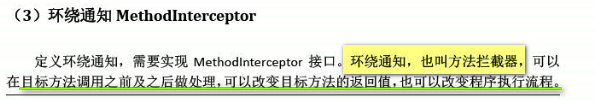 （3）环绕通知 MethodInterceptor
定义环绕通知，需要实现 MethodInterceptor 接口。环绕通知，也叫方法拦截器，可以
在目标方法调用之前及之后做处理，可以改变目标方法的返回值，也可以改变程序执行流程。